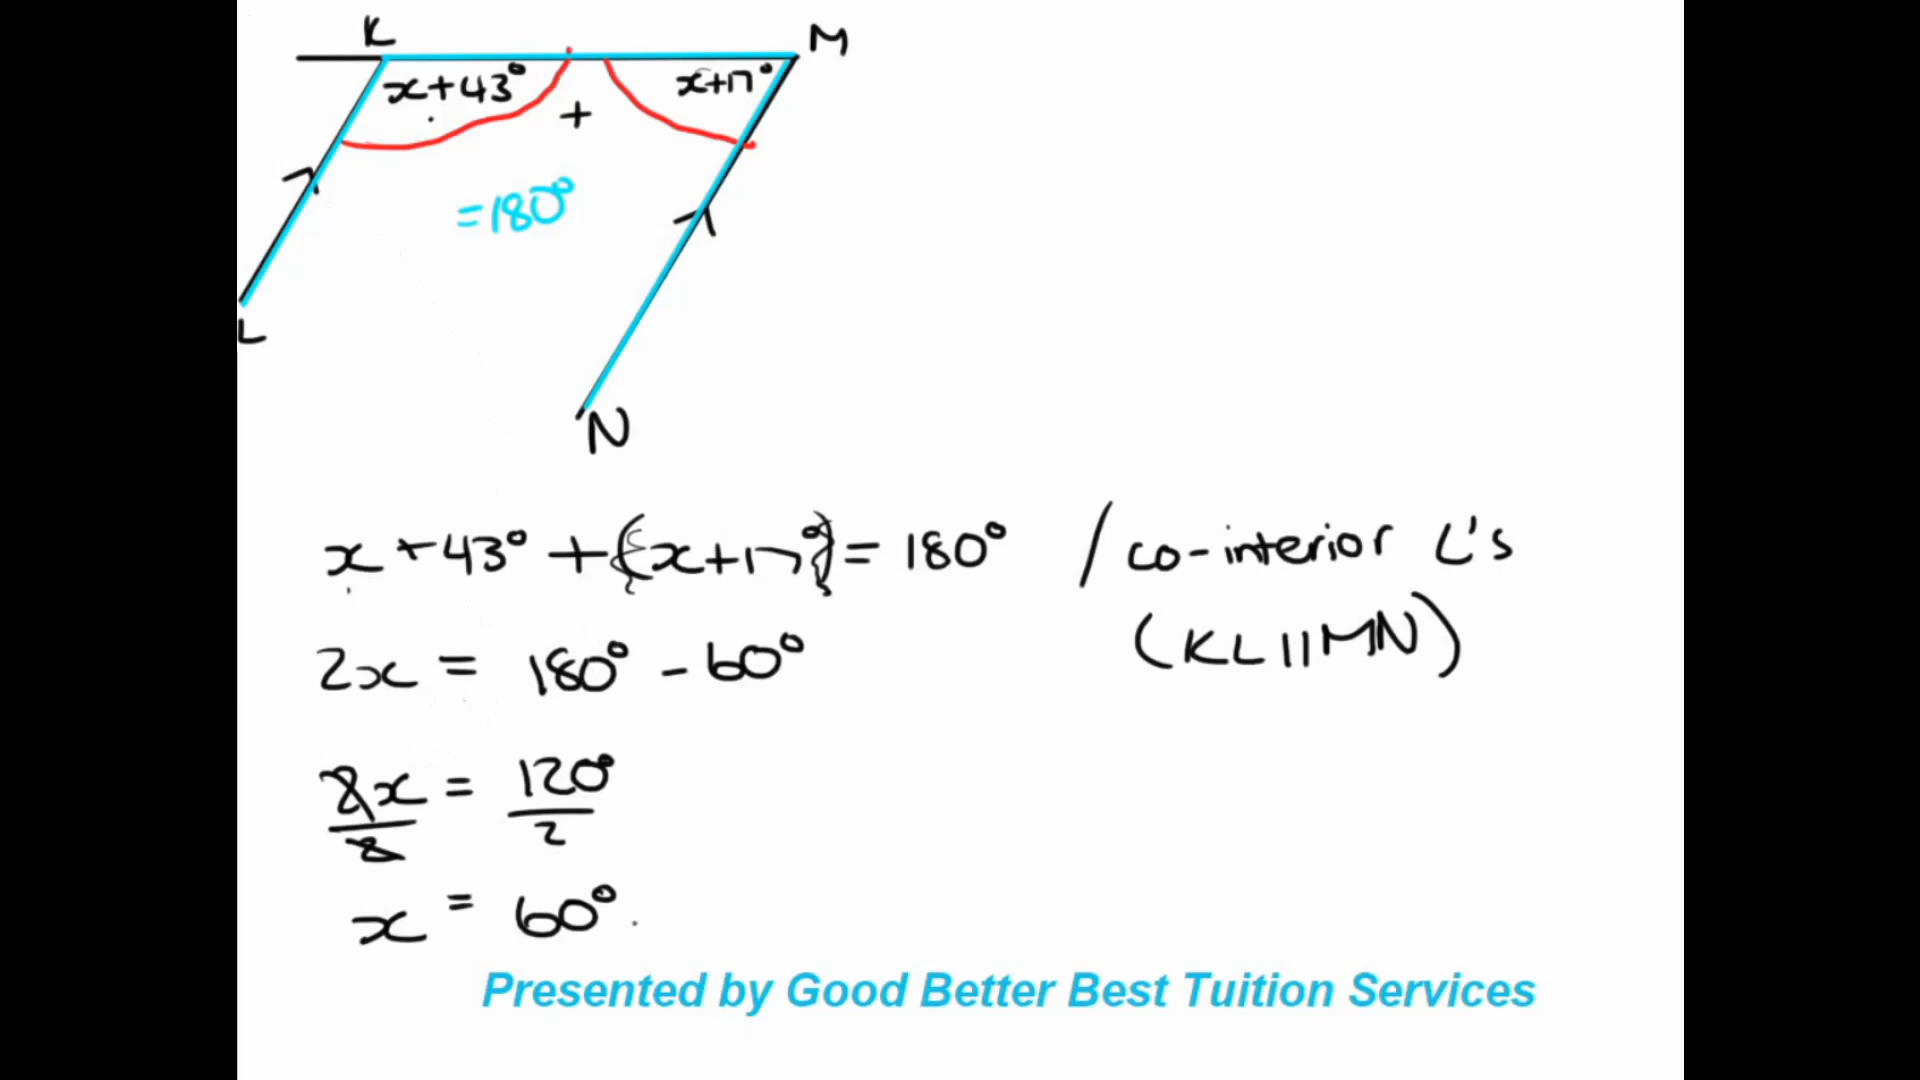 K
M
x+43°
x+17°
+
=180°
L
N
x+43° + (x+17°) = 180° / co-interior L's
(KL||MN)
2x = 180° - 60°
2x/2 = 120°/2
x = 60°.
Presented by Good Better Best Tuition Services